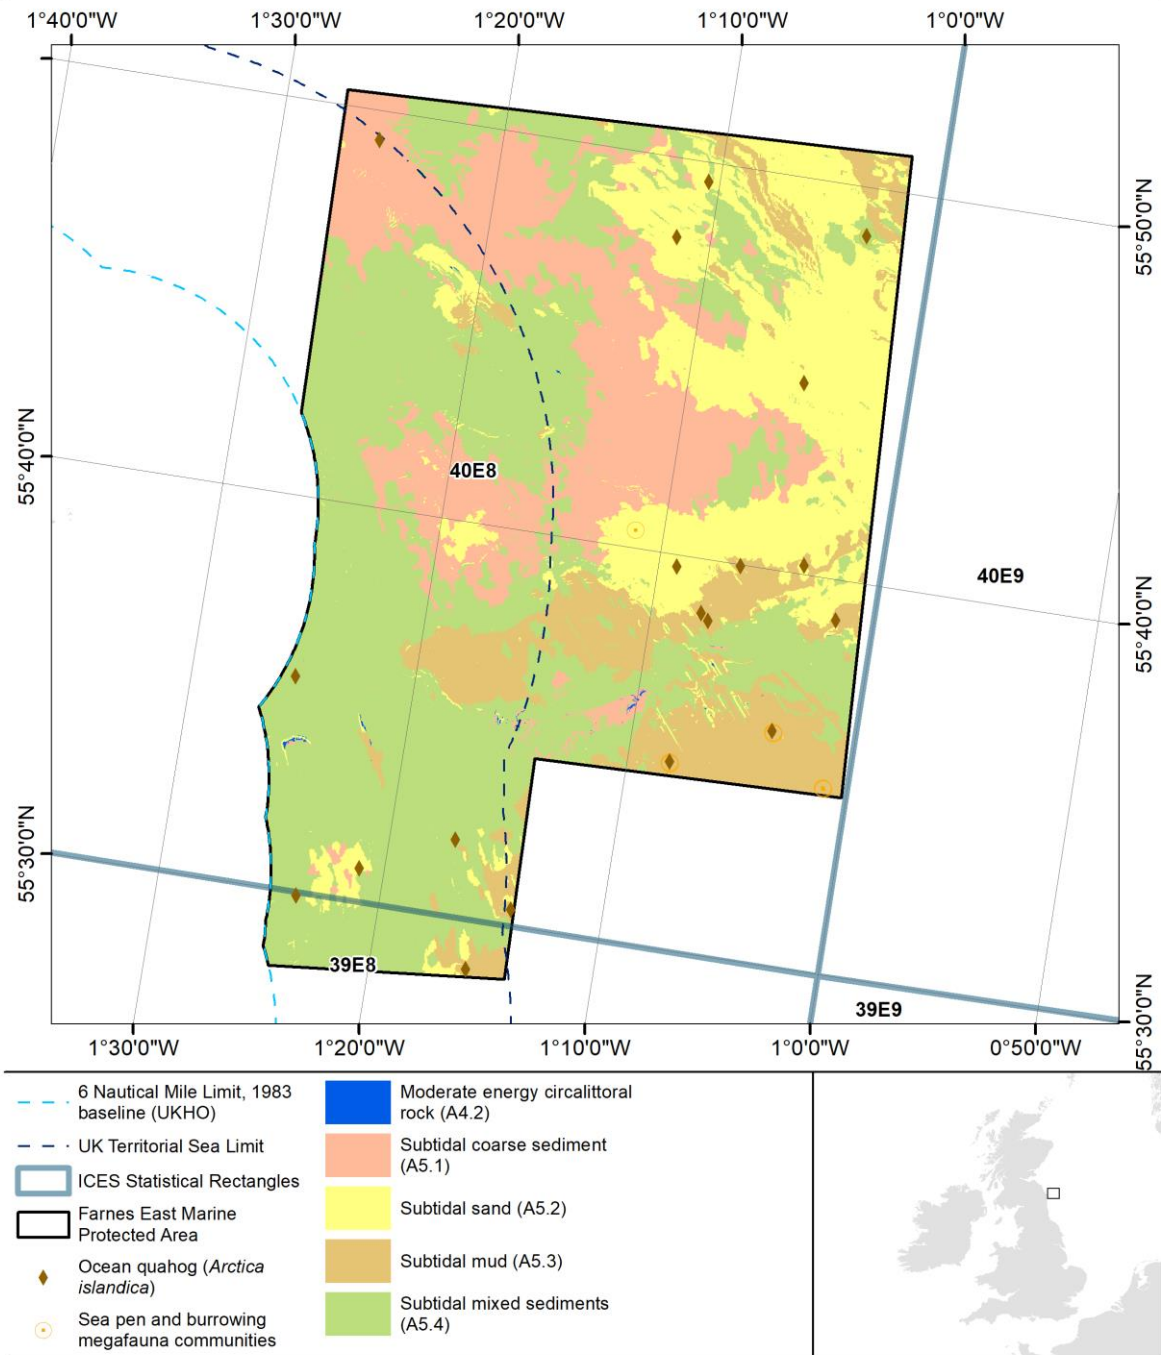 1°40'0"W 1°30'0"W 1°20'0"W 1°10'0"W 1°0'0"W
55°50'0"N
55°40'0"N
40E8
40E9
55°40'0"N
55°30'0"N
39E8
39E9
55°30'0"N
1°30'0"W 1°20'0"W 1°10'0"W 1°0'0"W 0°50'0"W
6 Nautical Mile Limit, 1983
baseline (UKHO)
UK Territorial Sea Limit
ICES Statistical Rectangles
Farnes East Marine
Protected Area
Ocean quahog (Arctica
islandica)
Sea pen and burrowing
megafauna communities
Moderate energy circalittoral
rock (A4.2)
Subtidal coarse sediment
(A5.1)
Subtidal sand (A5.2)
Subtidal mud (A5.3)
Subtidal mixed sediments
(A5.4)